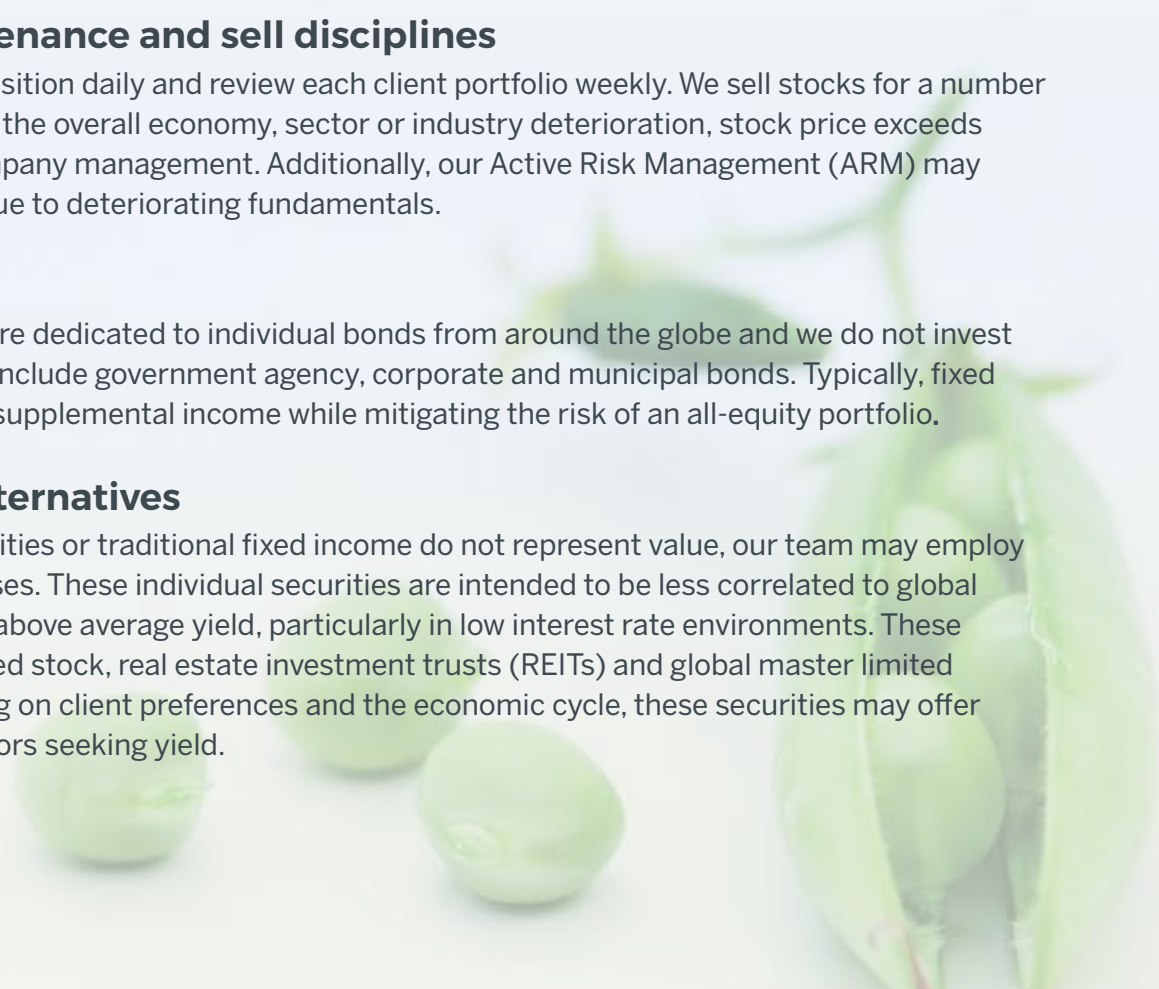 enance and sell disciplines
sition daily and review each client portfolio weekly. We sell stocks for a number
the overall economy, sector or industry deterioration, stock price exceeds
pany management. Additionally, our Active Risk Management (ARM) may
ue to deteriorating fundamentals.
re dedicated to individual bonds from around the globe and we do not invest
nclude government agency, corporate and municipal bonds. Typically, fixed
supplemental income while mitigating the risk of an all-equity portfolio.
ternatives
ities or traditional fixed income do not represent value, our team may employ
ses. These individual securities are intended to be less correlated to global
above average yield, particularly in low interest rate environments. These
ed stock, real estate investment trusts (REITs) and global master limited
g on client preferences and the economic cycle, these securities may offer
ors seeking yield.